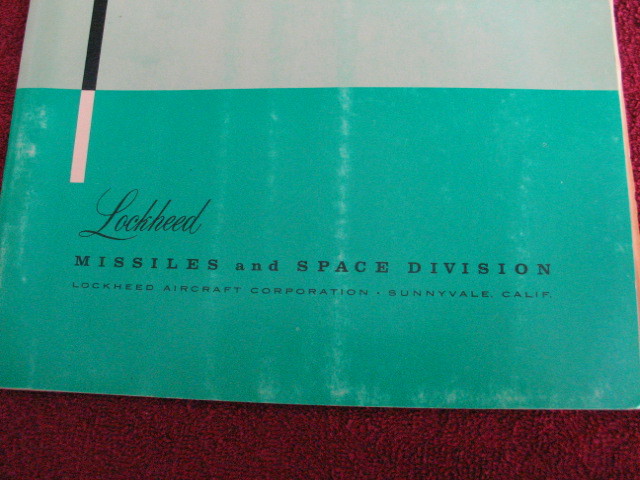 Lockheed
MISSILES and SPACE DIVISION
LOCKHEED AIRCRAFT CORPORATION • SUNNYVALE, CALIF.